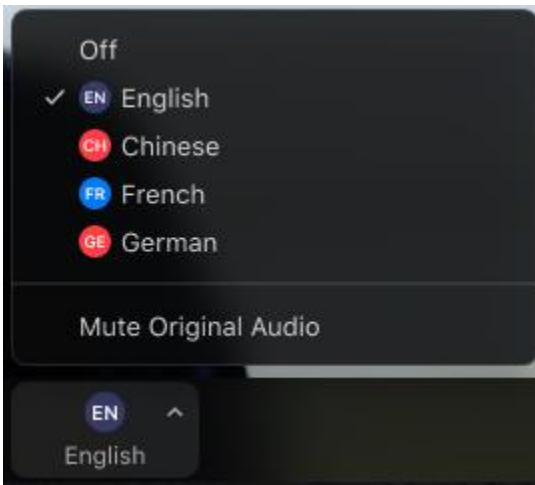 Off
EN English
CH Chinese
FR French
GE German
Mute Original Audio
EN
English